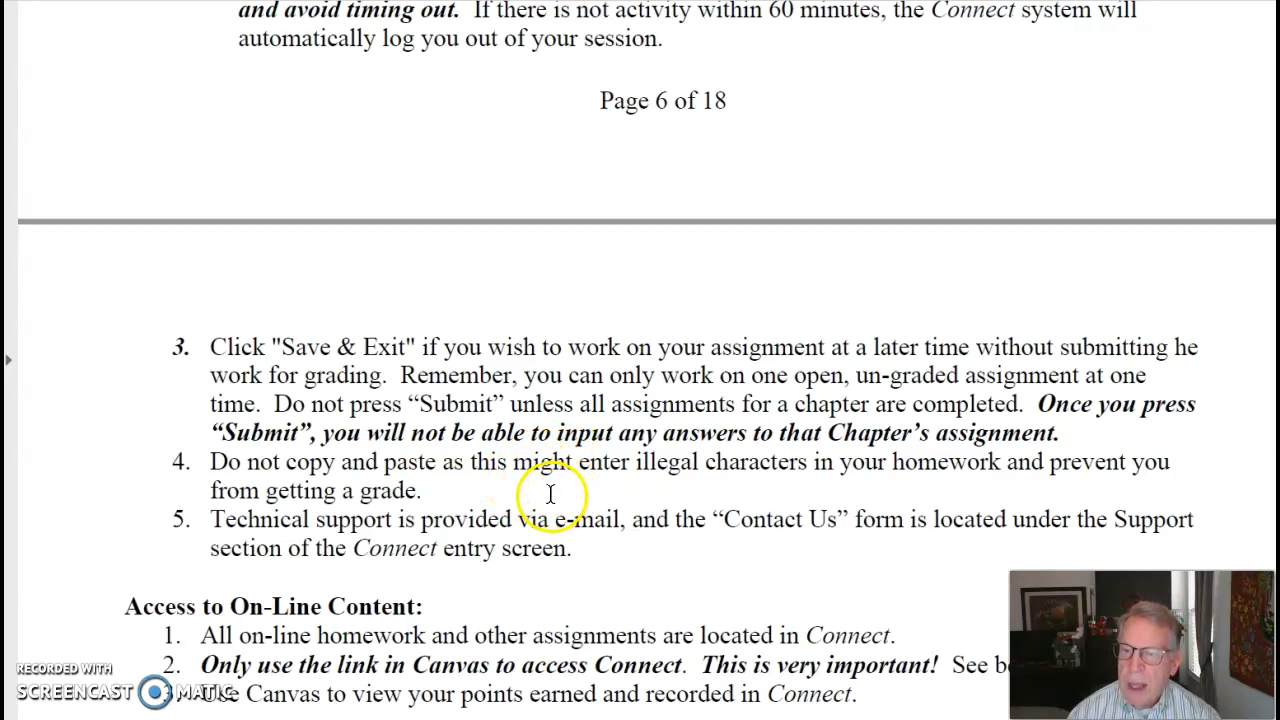 and avoid timing out. If there is not activity within 60 minutes, the Connect system will
automatically log you out of your session.
Page 6 of 18
3. Click "Save & Exit" if you wish to work on your assignment at a later time without submitting he
work for grading. Remember, you can only work on one open, un-graded assignment at one
time. Do not press “Submit” unless all assignments for a chapter are completed. Once you press
“Submit”, you will not be able to input any answers to that Chapter’s assignment.
4. Do not copy and paste as this might enter illegal characters in your homework and prevent you
from getting a grade.
5. Technical support is provided via e-mail, and the “Contact Us” form is located under the Support
section of the Connect entry screen.
Access to On-Line Content:
1. All on-line homework and other assignments are located in Connect.
2. Only use the link in Canvas to access Connect. This is very important! See
3. Use Canvas to view your points earned and recorded in Connect.
RECORDED WITH
SCREENCAST MATIC